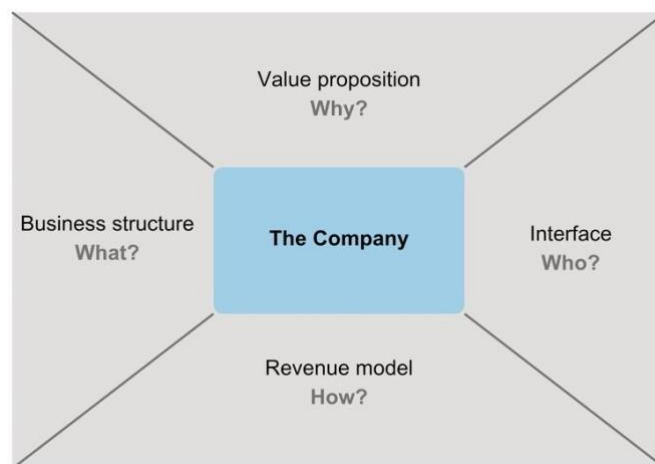 Value proposition
Why?
Business structure
What?
The Company
Interface
Who?
Revenue model
How?